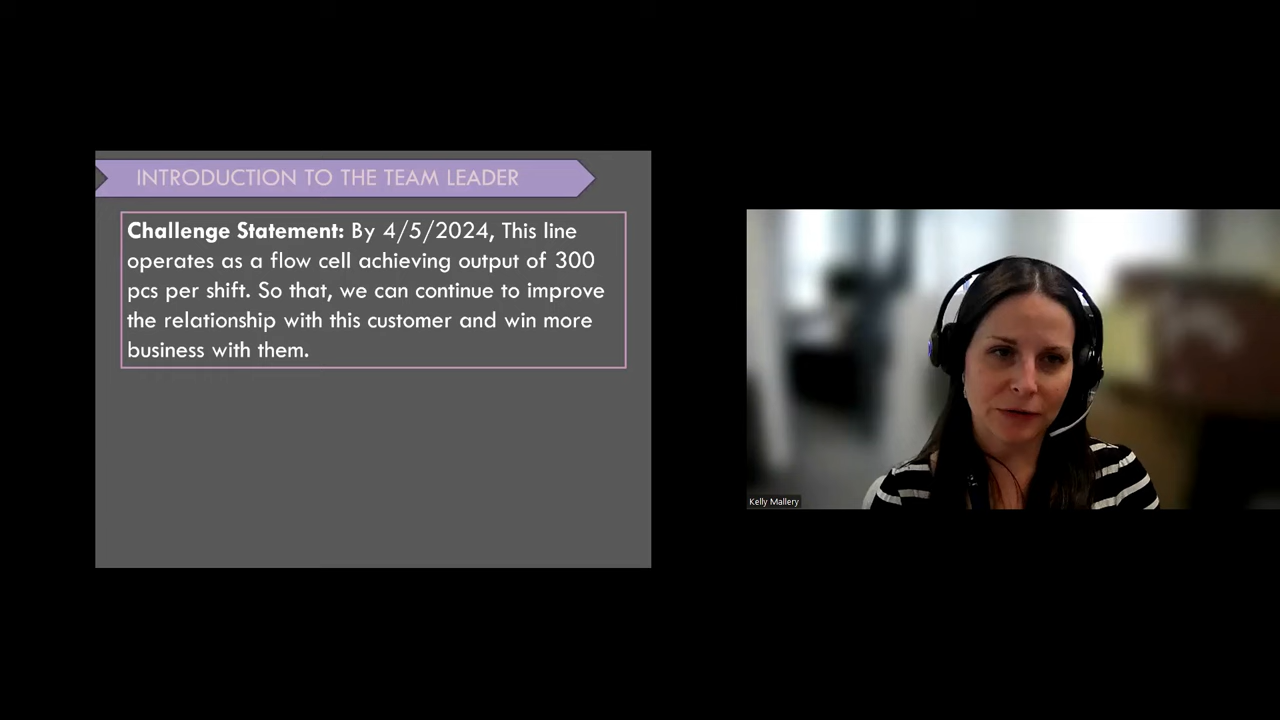 INTRODUCTION TO THE TEAM LEADER
Challenge Statement: By 4/5/2024, This line
operates as a flow cell achieving output of 300
pcs per shift. So that, we can continue to improve
the relationship with this customer and win more
business with them.
Kelly Mallery